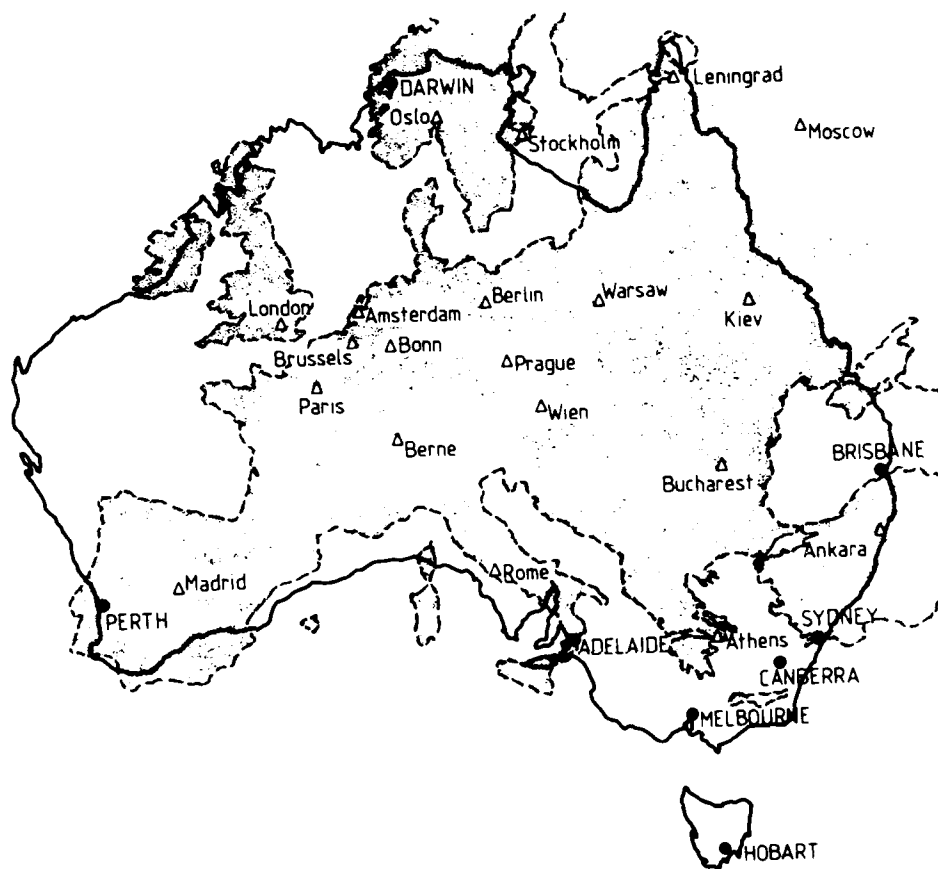 DARWIN
Leningrad
Oslo
Moscow
Stockholm
London
Amsterdam
Berlin
Warsaw
Kiev
Brussels
Bonn
Prague
Paris
Wien
Berne
BRISBANE
Bucharest
Ankara
Madrid
Rome
PERTH
SYDNEY
ADELAIDE
Athens
CANBERRA
MELBOURNE
HOBART